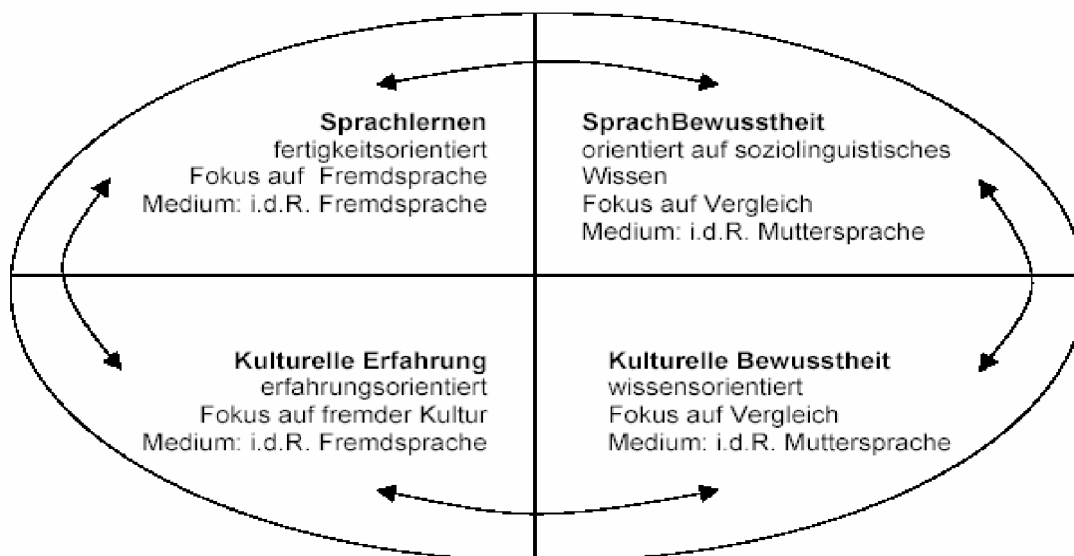 Sprachlernen
fertigkeitsorientiert
Fokus auf Fremdsprache
Medium: i.d.R. Fremdsprache
SprachBewusstheit
orientiert auf soziolinguistisches
Wissen
Fokus auf Vergleich
Medium: i.d.R. Muttersprache
Kulturelle Erfahrung
erfahrungsorientiert
Fokus auf fremder Kultur
Medium: i.d.R. Fremdsprache
Kulturelle Bewusstheit
wissensorientiert
Fokus auf Vergleich
Medium: i.d.R. Muttersprache